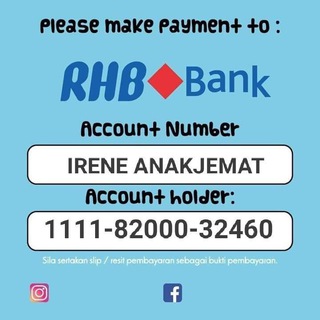 Please make payment to :
RHB Bank
Account Number
IRENE ANAKJEMAT
Account holder:
1111-82000-32460
Sila sertakan slip / resit pembayaran sebagai bukti pembayaran.